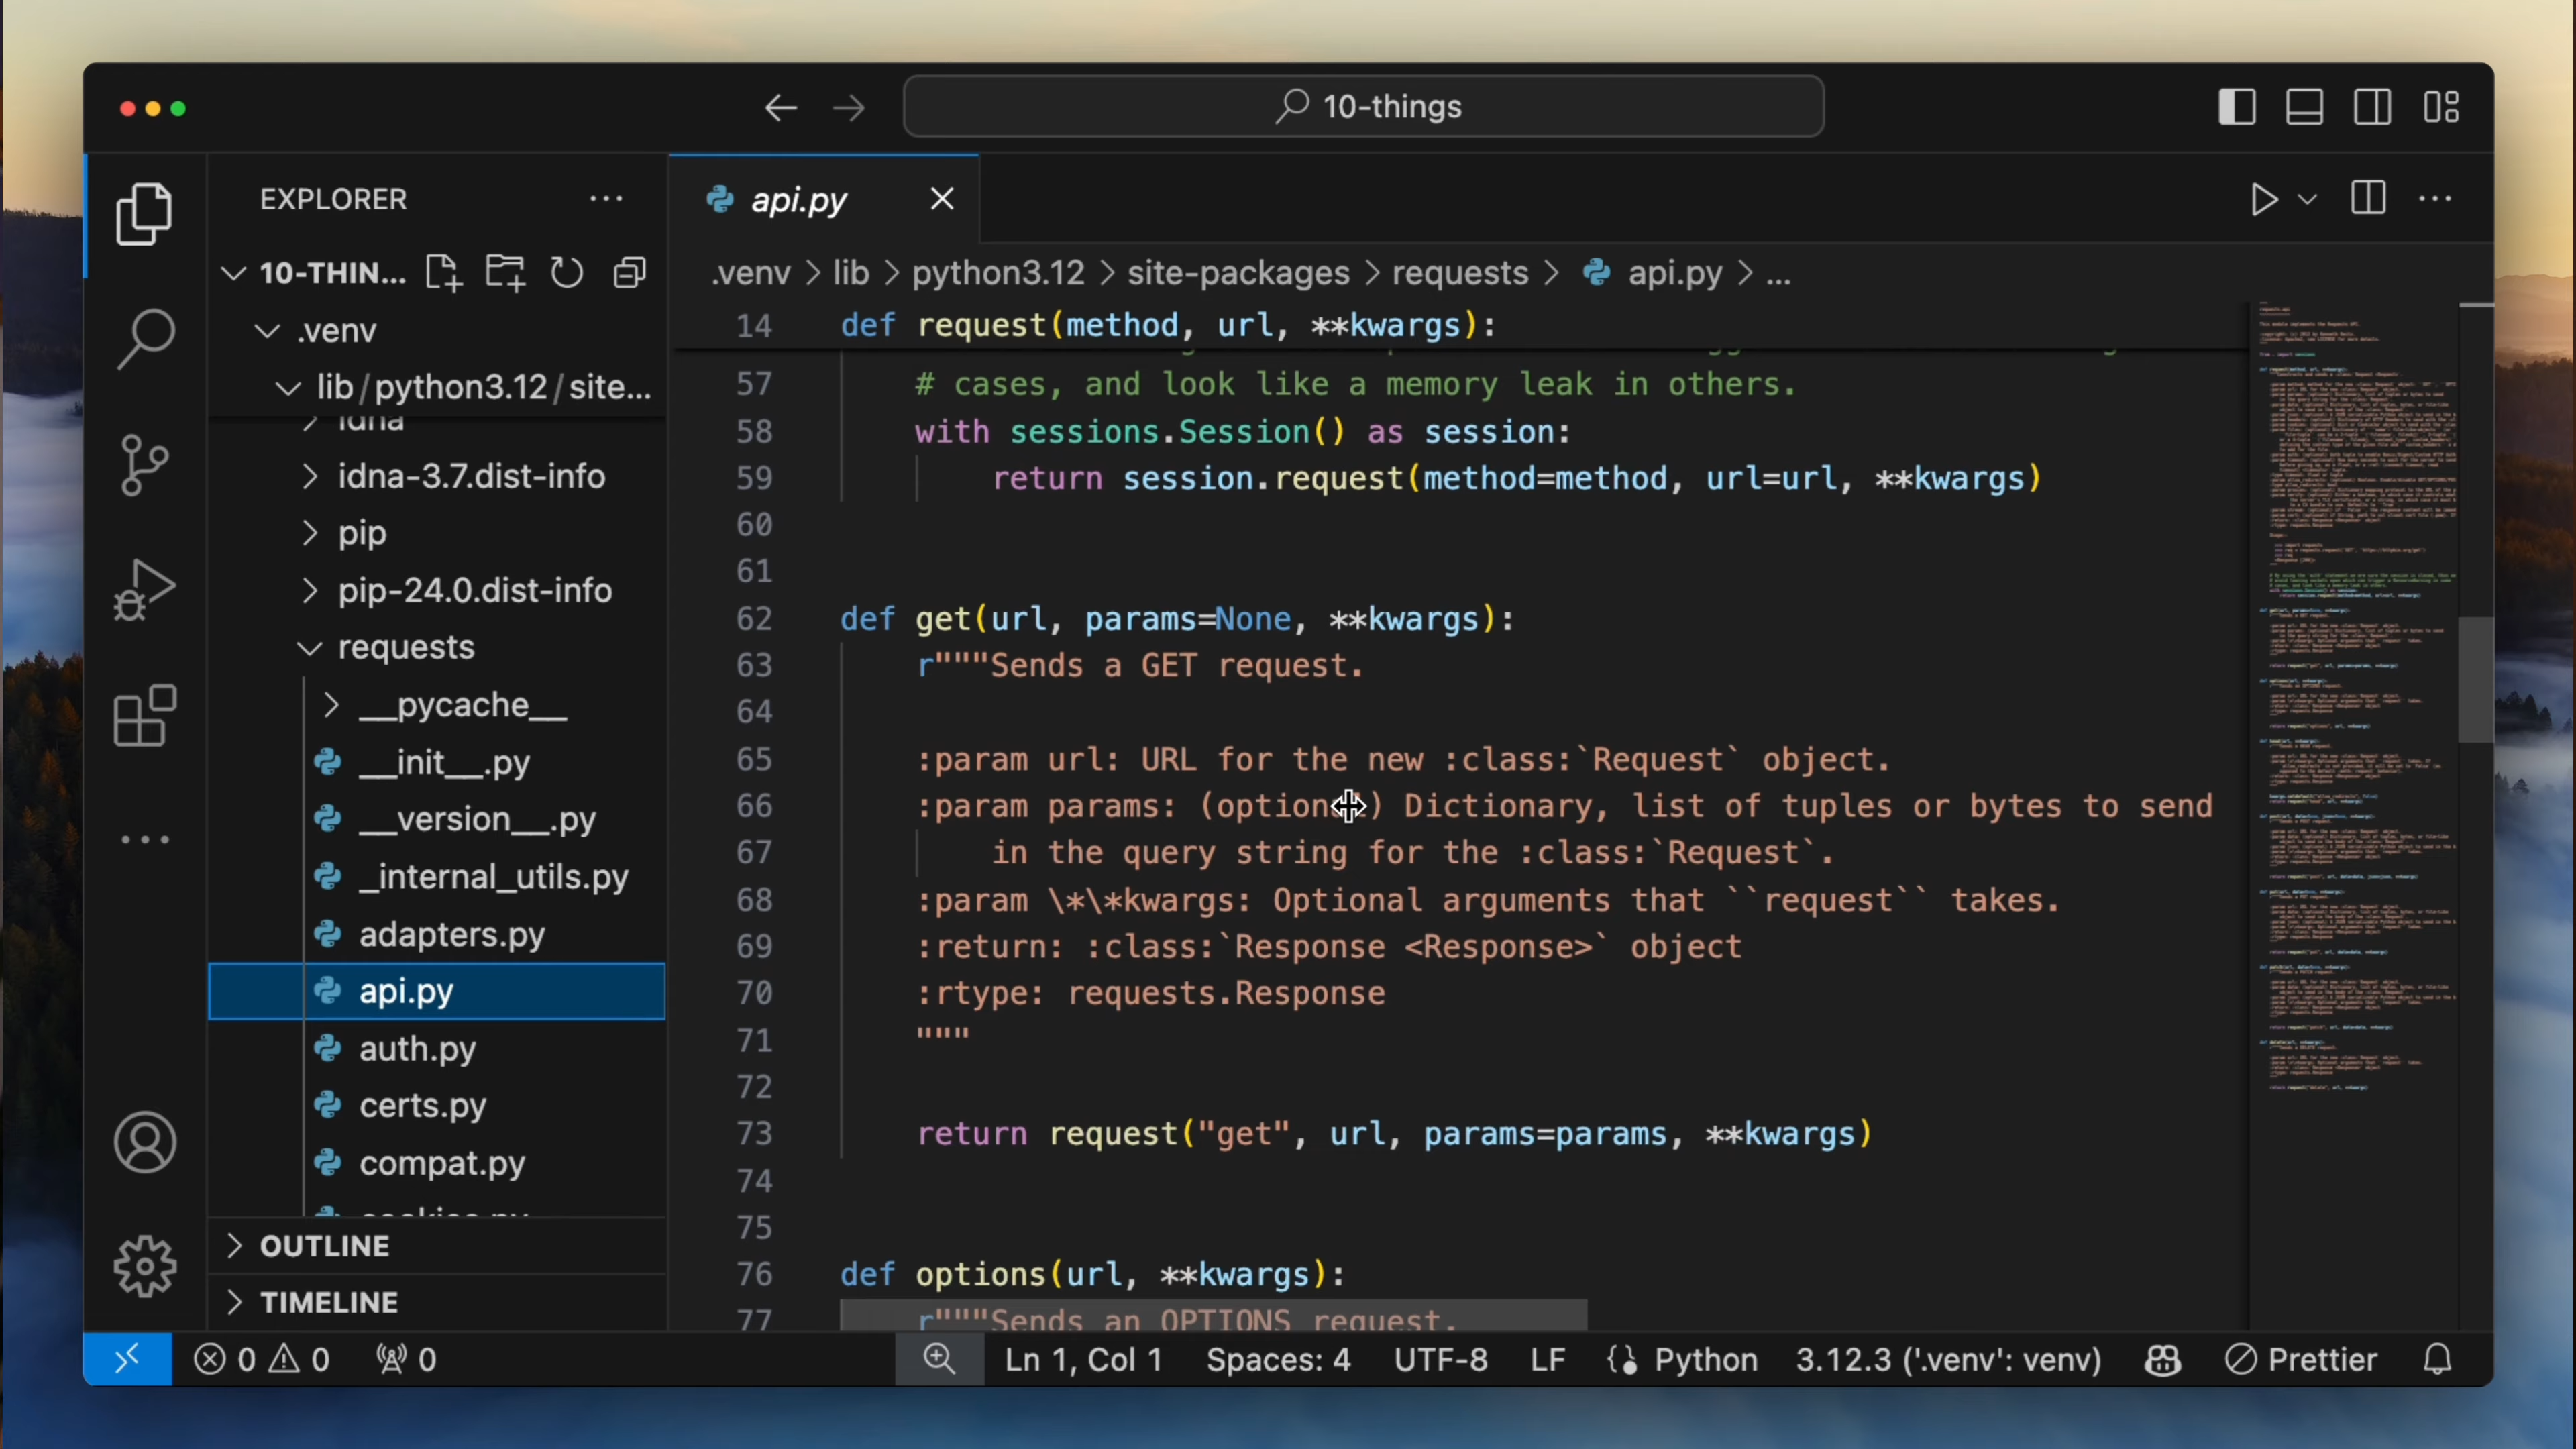 10-things
EXPLORER
10-THIN...
.venv
lib/python3.12/site...
idna
idna-3.7.dist-info
pip
pip-24.0.dist-info
requests
__pycache__
__init__.py
__version__.py
_internal_utils.py
adapters.py
api.py
auth.py
certs.py
compat.py
cookies.py
OUTLINE
TIMELINE
api.py
.venv > lib > python3.12 > site-packages > requests > api.py > ...
14 def request(method, url, **kwargs):
57 # cases, and look like a memory leak in others.
58 with sessions.Session() as session:
59 return session.request(method=method, url=url, **kwargs)
60
61
62 def get(url, params=None, **kwargs):
63 r"""Sends a GET request.
64
65 :param url: URL for the new :class:`Request` object.
66 :param params: (optional) Dictionary, list of tuples or bytes to send
67 in the query string for the :class:`Request`.
68 :param \*\*kwargs: Optional arguments that ``request`` takes.
69 :return: :class:`Response <Response>` object
70 :rtype: requests.Response
71 """
72
73 return request("get", url, params=params, **kwargs)
74
75
76 def options(url, **kwargs):
77 r"""Sends an OPTIONS request.
0 0 0 Ln 1, Col 1 Spaces: 4 UTF-8 LF Python 3.12.3 ('.venv': venv) Prettier